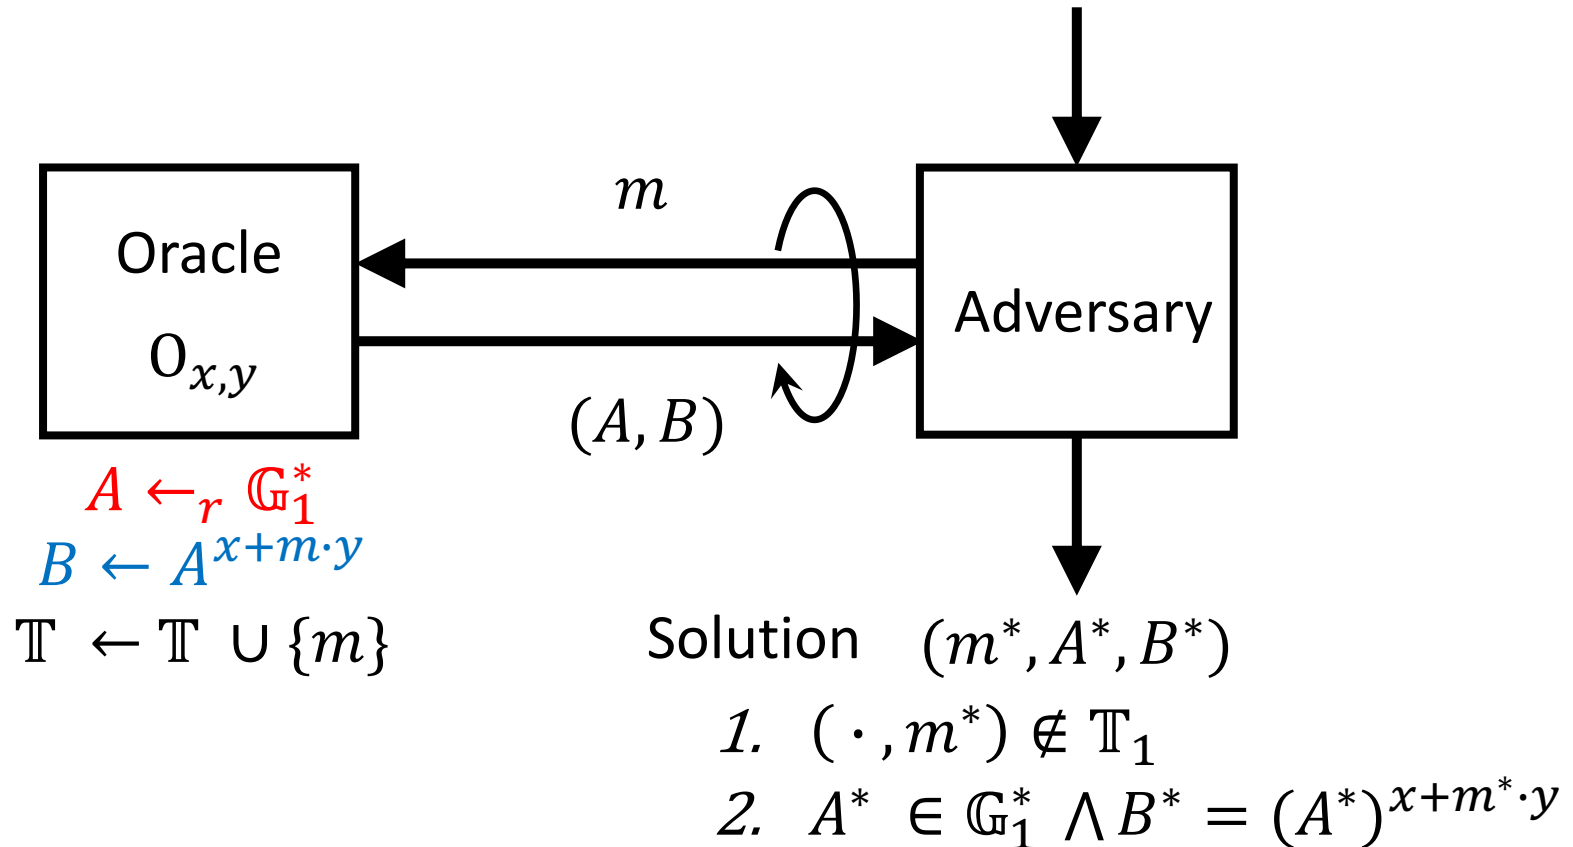 m
Oracle
O_{x,y}
Adversary
(A, B)
A ←_r 𝔾_1^*
B ← A^{x+m·y}
𝕋 ← 𝕋 ∪ {m}
Solution (m^*, A^*, B^*)
1. (·, m^*) ∉ 𝕋_1
2. A^* ∈ 𝔾_1^* ⋀ B^* = (A^*)^{x+m^*·y}